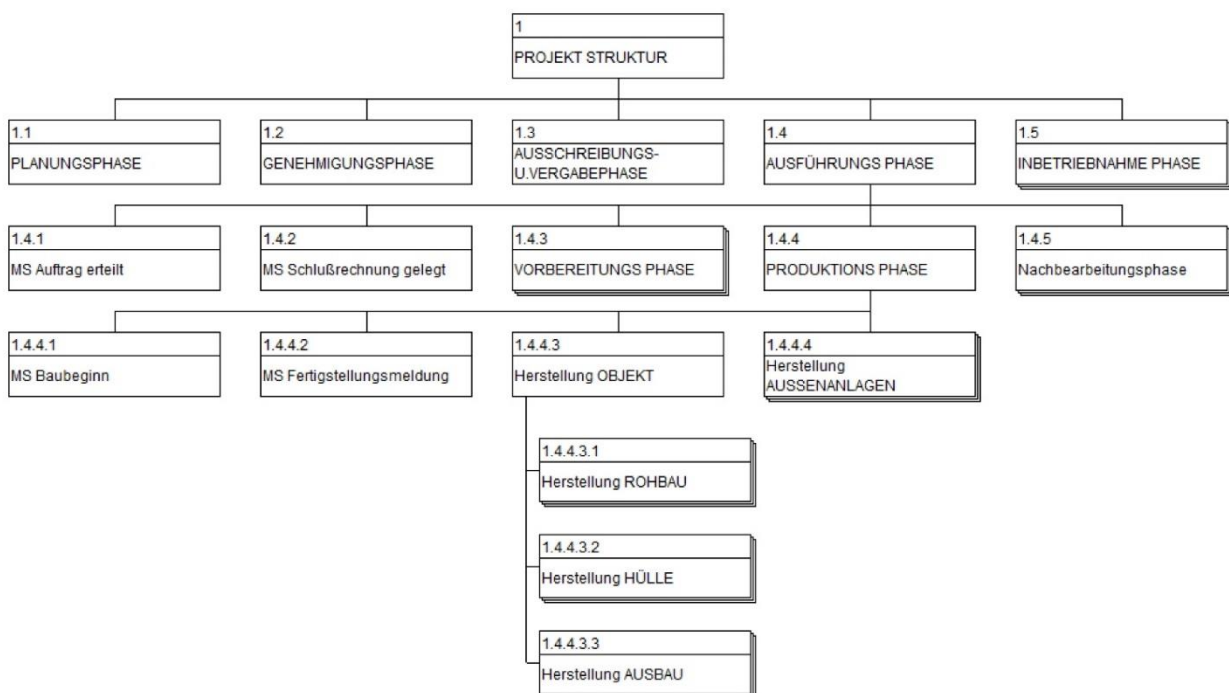 1
PROJEKT STRUKTUR
1.1
PLANUNGSPHASE
1.2
GENEHMIGUNGSPHASE
1.3
AUSSCHREIBUNGS-
U.VERGABEPHASE
1.4
AUSFÜHRUNGS PHASE
1.5
INBETRIEBNAHME PHASE
1.4.1
MS Auftrag erteilt
1.4.2
MS Schlußrechnung gelegt
1.4.3
VORBEREITUNGS PHASE
1.4.4
PRODUKTIONS PHASE
1.4.5
Nachbearbeitungsphase
1.4.4.1
MS Baubeginn
1.4.4.2
MS Fertigstellungsmeldung
1.4.4.3
Herstellung OBJEKT
1.4.4.4
Herstellung
AUSSENANLAGEN
1.4.4.3.1
Herstellung ROHBAU
1.4.4.3.2
Herstellung HÜLLE
1.4.4.3.3
Herstellung AUSBAU